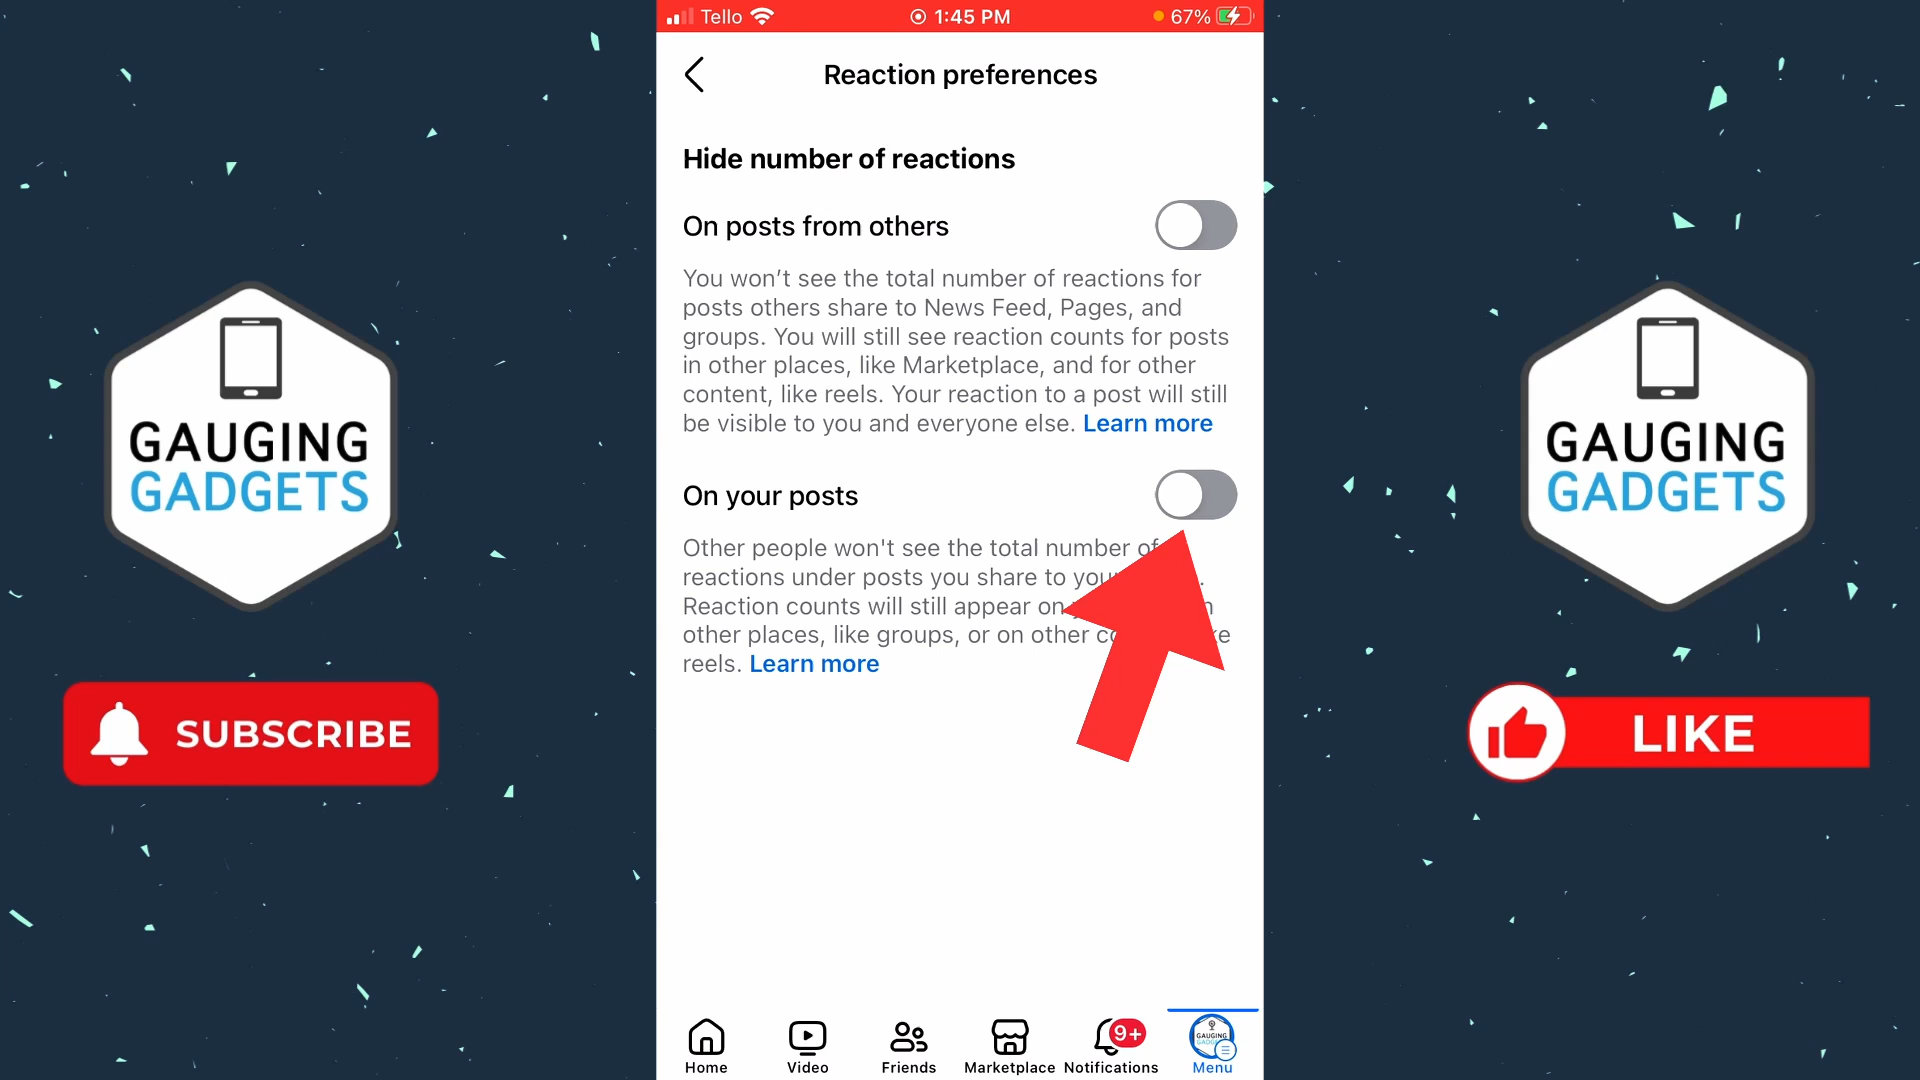 Tello
1:45 PM
67%
Reaction preferences
Hide number of reactions
On posts from others
You won’t see the total number of reactions for
posts others share to News Feed, Pages, and
groups. You will still see reaction counts for posts
in other places, like Marketplace, and for other
content, like reels. Your reaction to a post will still
be visible to you and everyone else. Learn more
On your posts
Other people won't see the total number of
reactions under posts you share to your
Reaction counts will still appear on
other places, like groups, or on other
reels. Learn more
Home
Video
Friends
Marketplace
9+
Notifications
GAUGING
GADGETS
Menu
GAUGING
GADGETS
SUBSCRIBE
GAUGING
GADGETS
LIKE